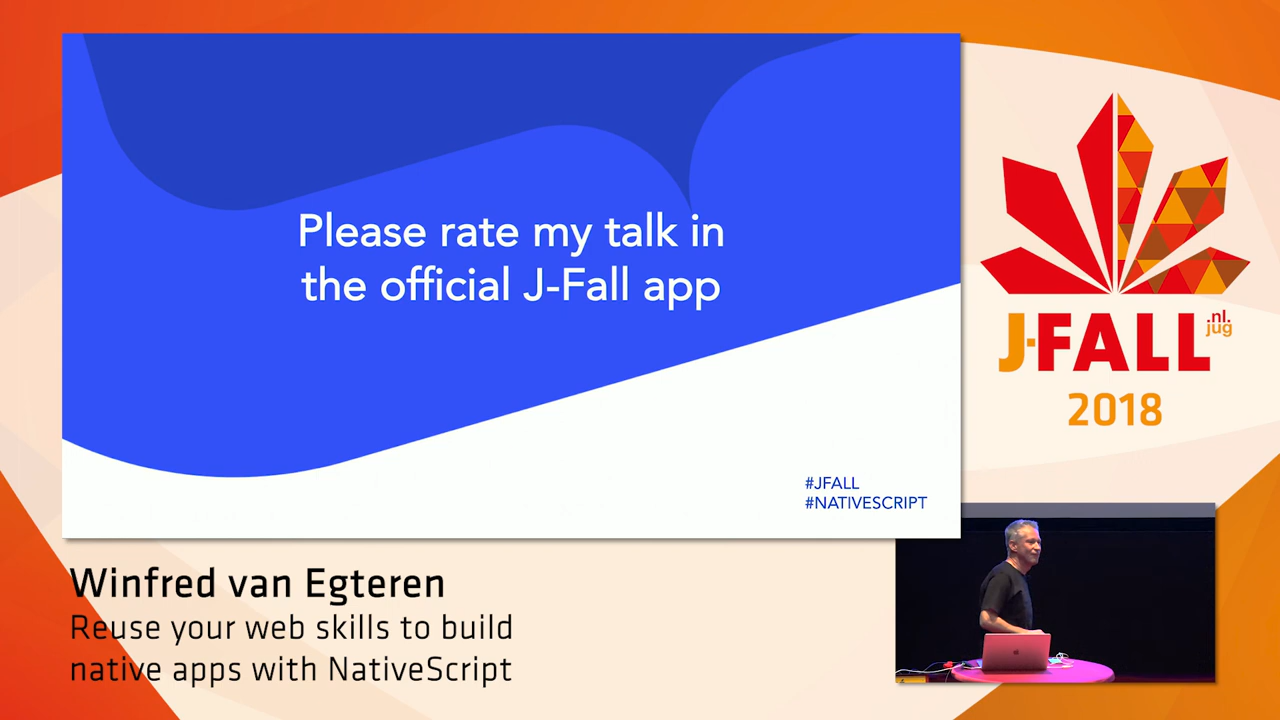 Please rate my talk in
the official J-Fall app
#JFALL
#NATIVESCRIPT
J-FALL
.nl.
jug
2018
Winfred van Egteren
Reuse your web skills to build
native apps with NativeScript